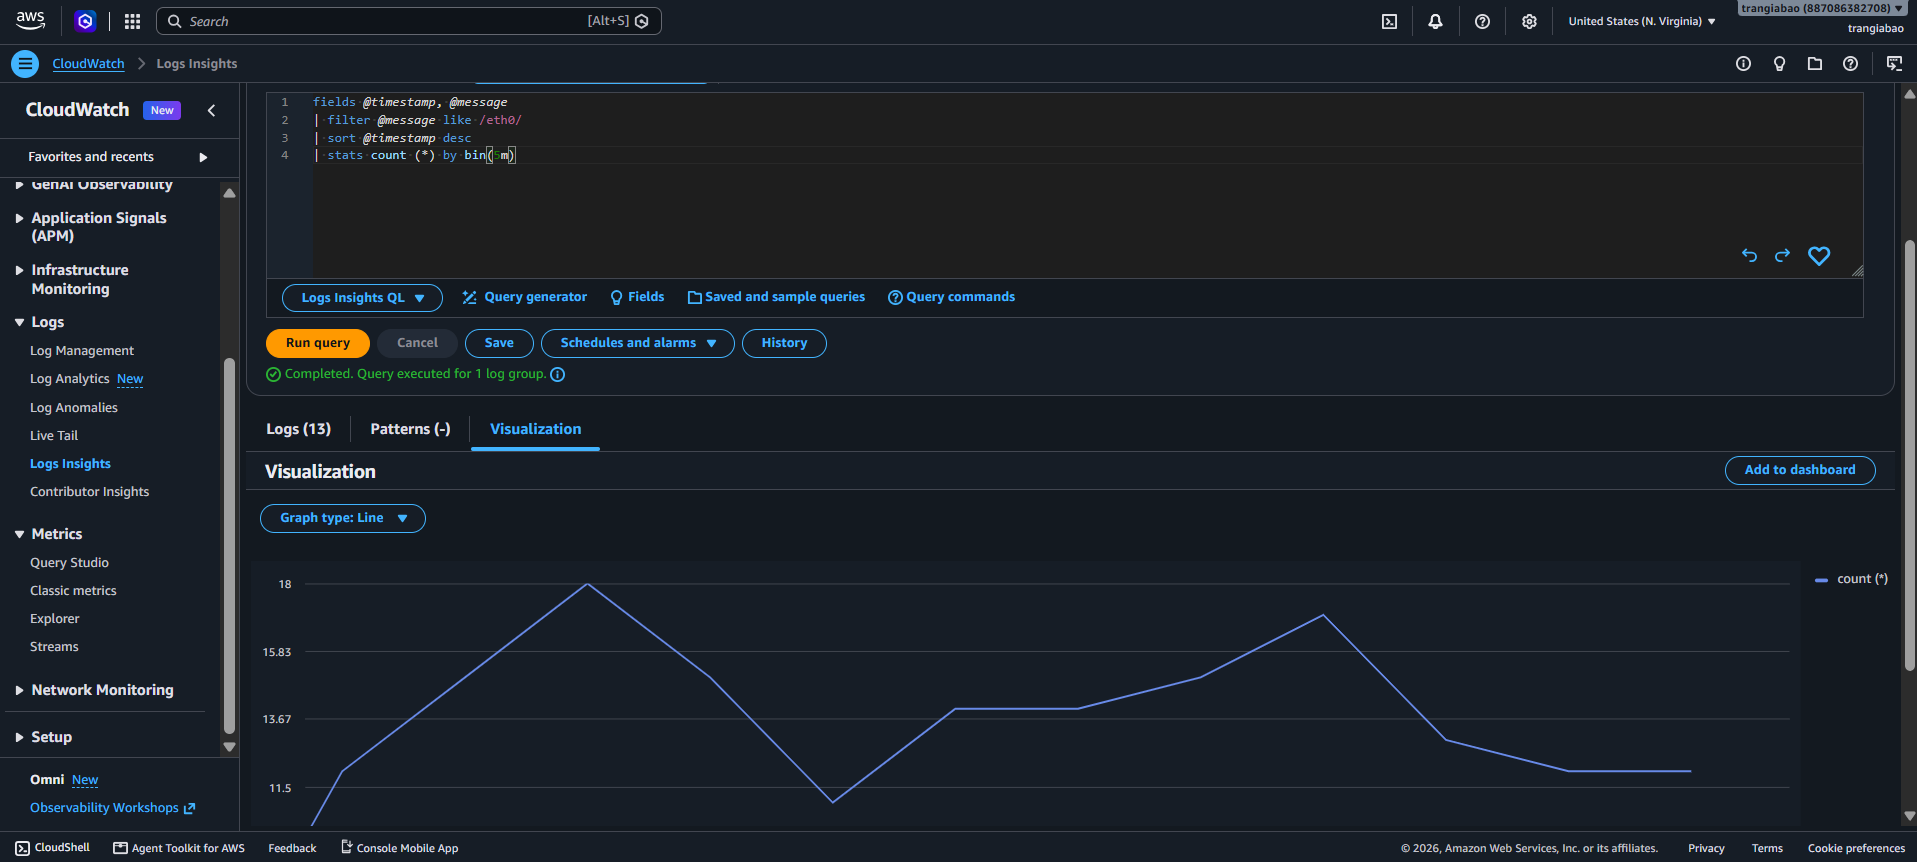 aws
Search [Alt+S]
United States (N. Virginia)
trangiabao (887086382708)
trangiabao
CloudWatch
Logs Insights
CloudWatch New
Favorites and recents
GenAI Observability
Application Signals
(APM)
Infrastructure
Monitoring
Logs
Log Management
Log Analytics New
Log Anomalies
Live Tail
Logs Insights
Contributor Insights
Metrics
Query Studio
Classic metrics
Explorer
Streams
Network Monitoring
Setup
Omni New
Observability Workshops
1 fields @timestamp, @message
2 | filter @message like /eth0/
3 | sort @timestamp desc
4 | stats count (*) by bin(5m)
Logs Insights QL
Query generator
Fields
Saved and sample queries
Query commands
Run query
Cancel
Save
Schedules and alarms
History
Completed. Query executed for 1 log group.
Logs (13)
Patterns (-)
Visualization
Visualization
Add to dashboard
Graph type: Line
18
15.83
13.67
11.5
count (*)
CloudShell
Agent Toolkit for AWS
Feedback
Console Mobile App
© 2026, Amazon Web Services, Inc. or its affiliates.
Privacy
Terms
Cookie preferences